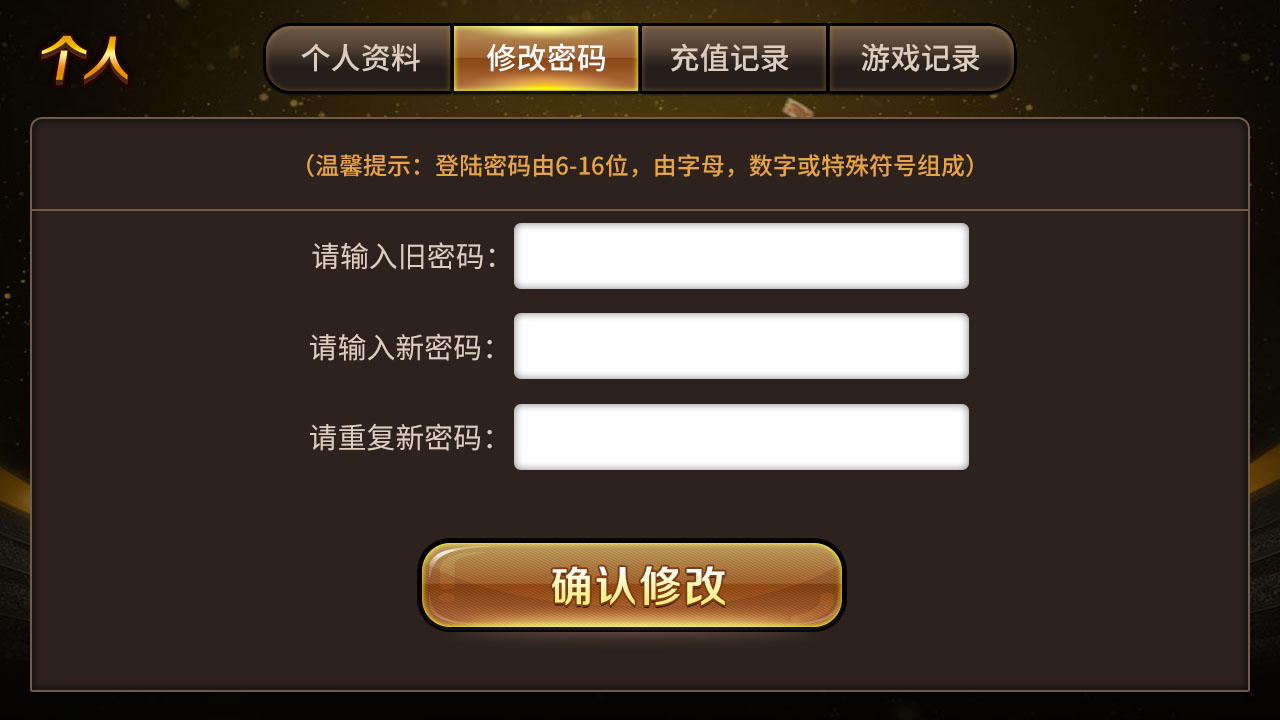 个人
个人资料
修改密码
充值记录
游戏记录
（温馨提示：登陆密码由6-16位，由字母，数字或特殊符号组成）
请输入旧密码：
请输入新密码：
请重复新密码：
确认修改